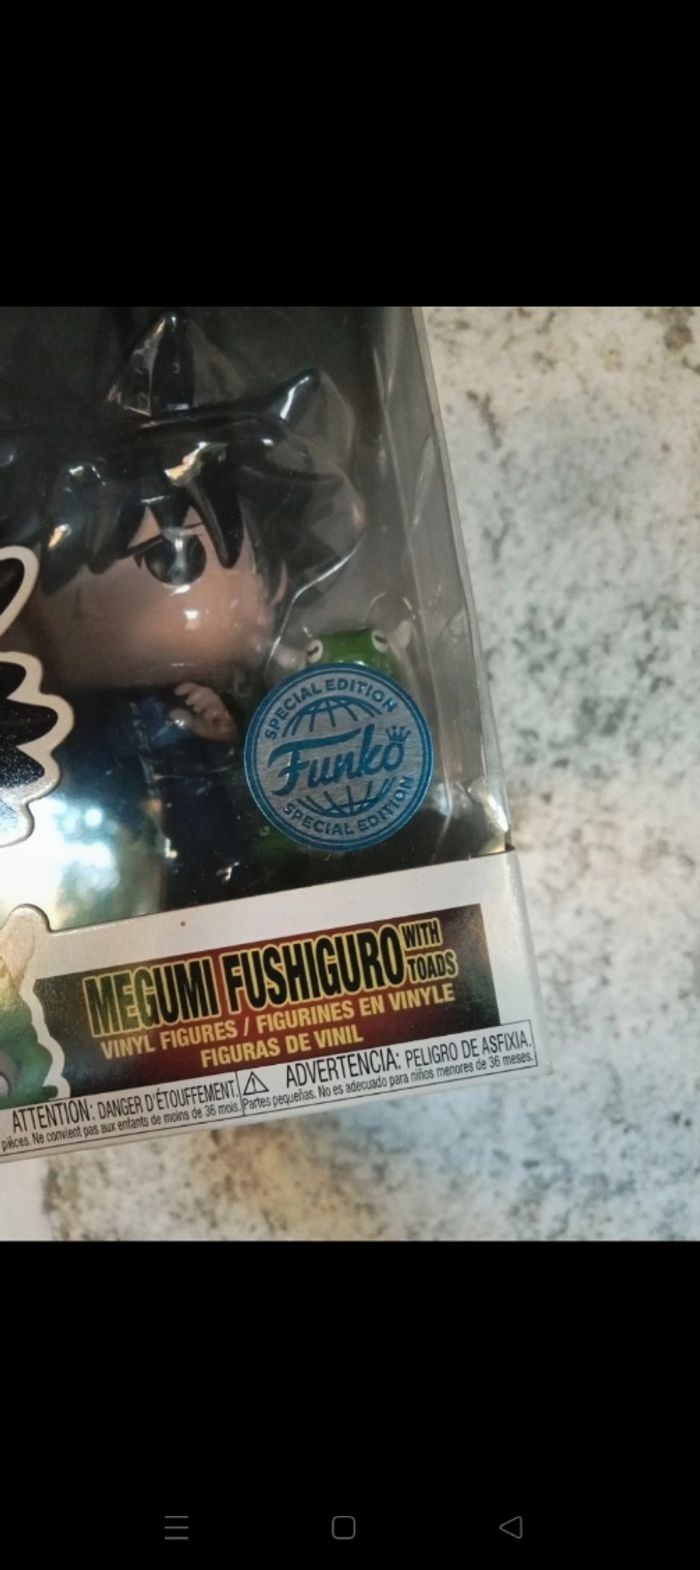 SPECIAL EDITION
Funko
SPECIAL EDITION
MEGUMI FUSHIGURO WITH TOADS
VINYL FIGURES / FIGURINES EN VINYLE
FIGURAS DE VINIL
ATTENTION: DANGER D'ÉTOUFFEMENT.
pièces. Ne convient pas aux enfants de moins de 36 mois.
ADVERTENCIA: PELIGRO DE ASFIXIA.
Partes pequeñas. No es adecuado para niños menores de 36 meses.